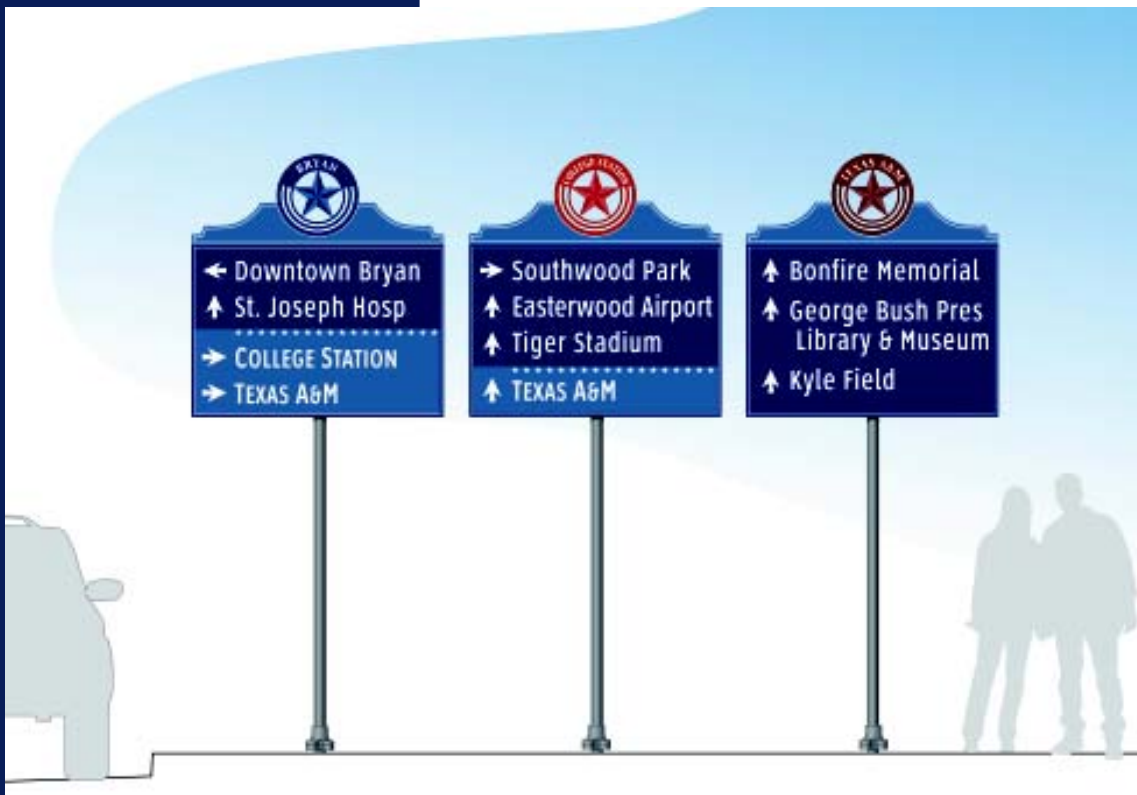 BRYAN
← Downtown Bryan
↑ St. Joseph Hosp
→ COLLEGE STATION
→ TEXAS A&M
COLLEGE STATION
→ Southwood Park
↑ Easterwood Airport
↑ Tiger Stadium
↑ TEXAS A&M
TEXAS A&M
↑ Bonfire Memorial
↑ George Bush Pres
Library & Museum
↑ Kyle Field